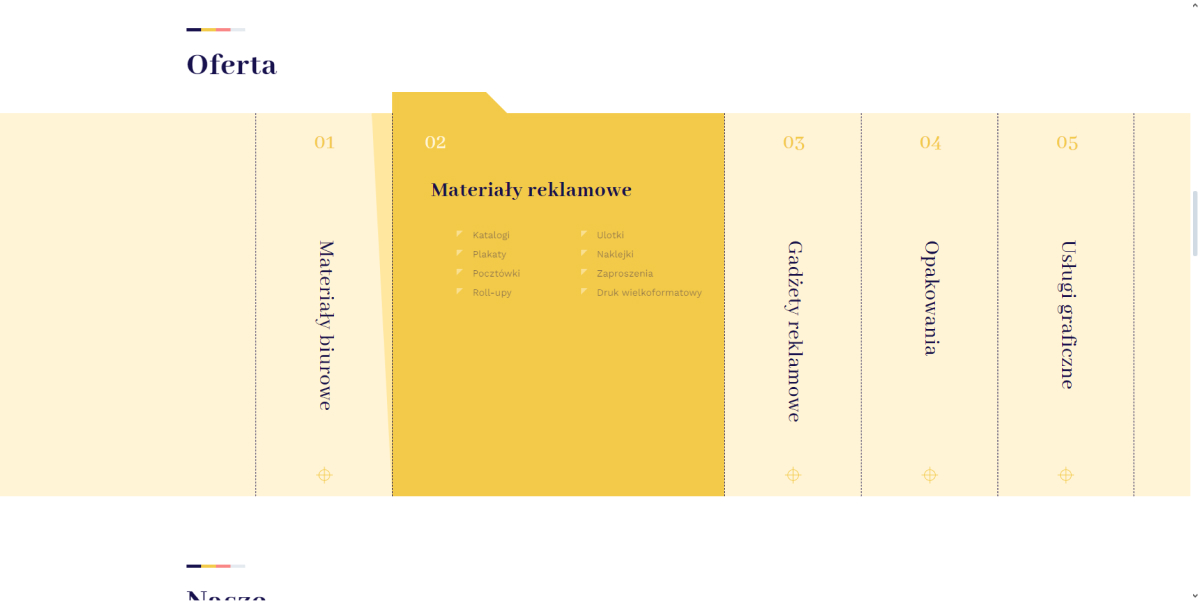 Oferta
01
Materiały biurowe
02
Materiały reklamowe
Katalogi
Plakaty
Pocztówki
Roll-upy
Ulotki
Naklejki
Zaproszenia
Druk wielkoformatowy
03
Gadżety reklamowe
04
Opakowania
05
Usługi graficzne
Nasze